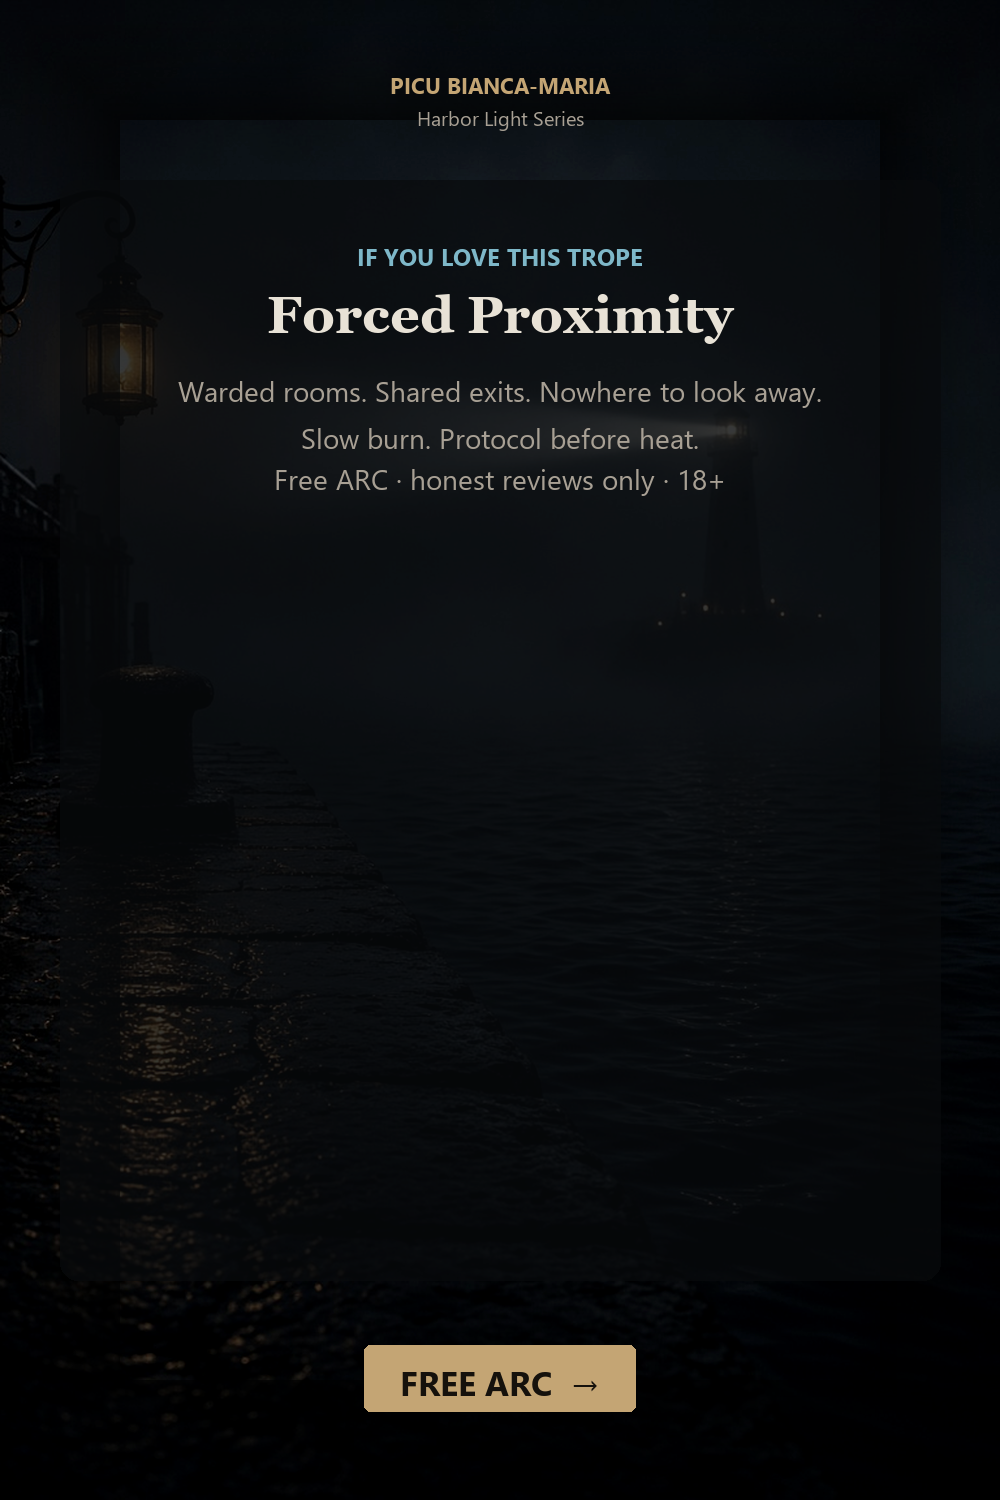 PICU BIANCA-MARIA
Harbor Light Series
IF YOU LOVE THIS TROPE
Forced Proximity
Warded rooms. Shared exits. Nowhere to look away.
Slow burn. Protocol before heat.
Free ARC · honest reviews only · 18+
FREE ARC →